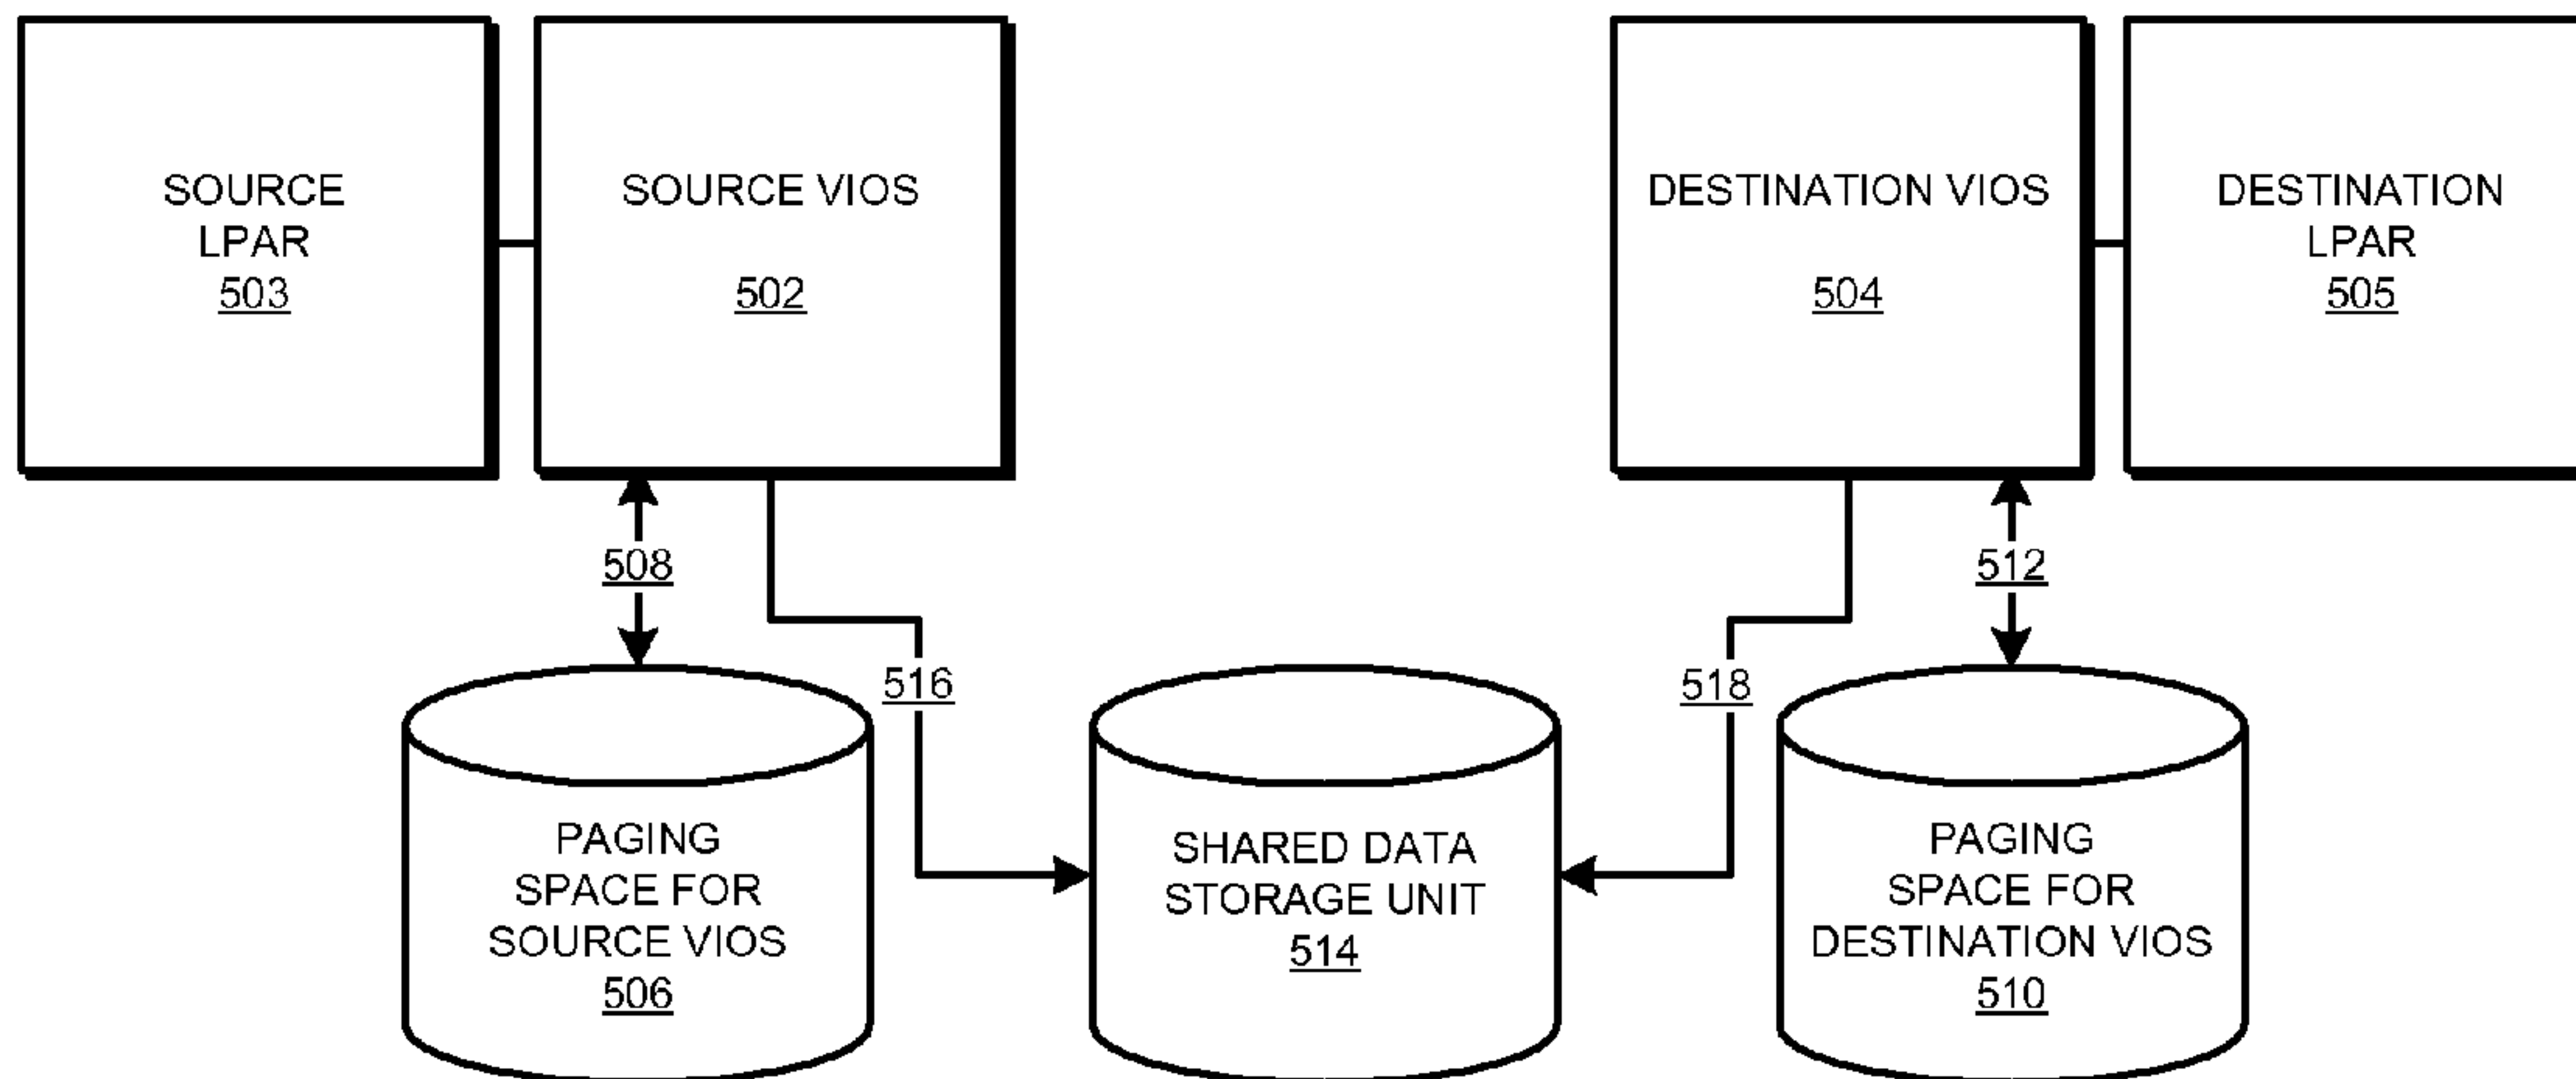 SOURCE
LPAR
503
SOURCE VIOS
502
DESTINATION VIOS
504
DESTINATION
LPAR
505
508
512
516
518
PAGING
SPACE FOR
SOURCE VIOS
506
SHARED DATA
STORAGE UNIT
514
PAGING
SPACE FOR
DESTINATION VIOS
510